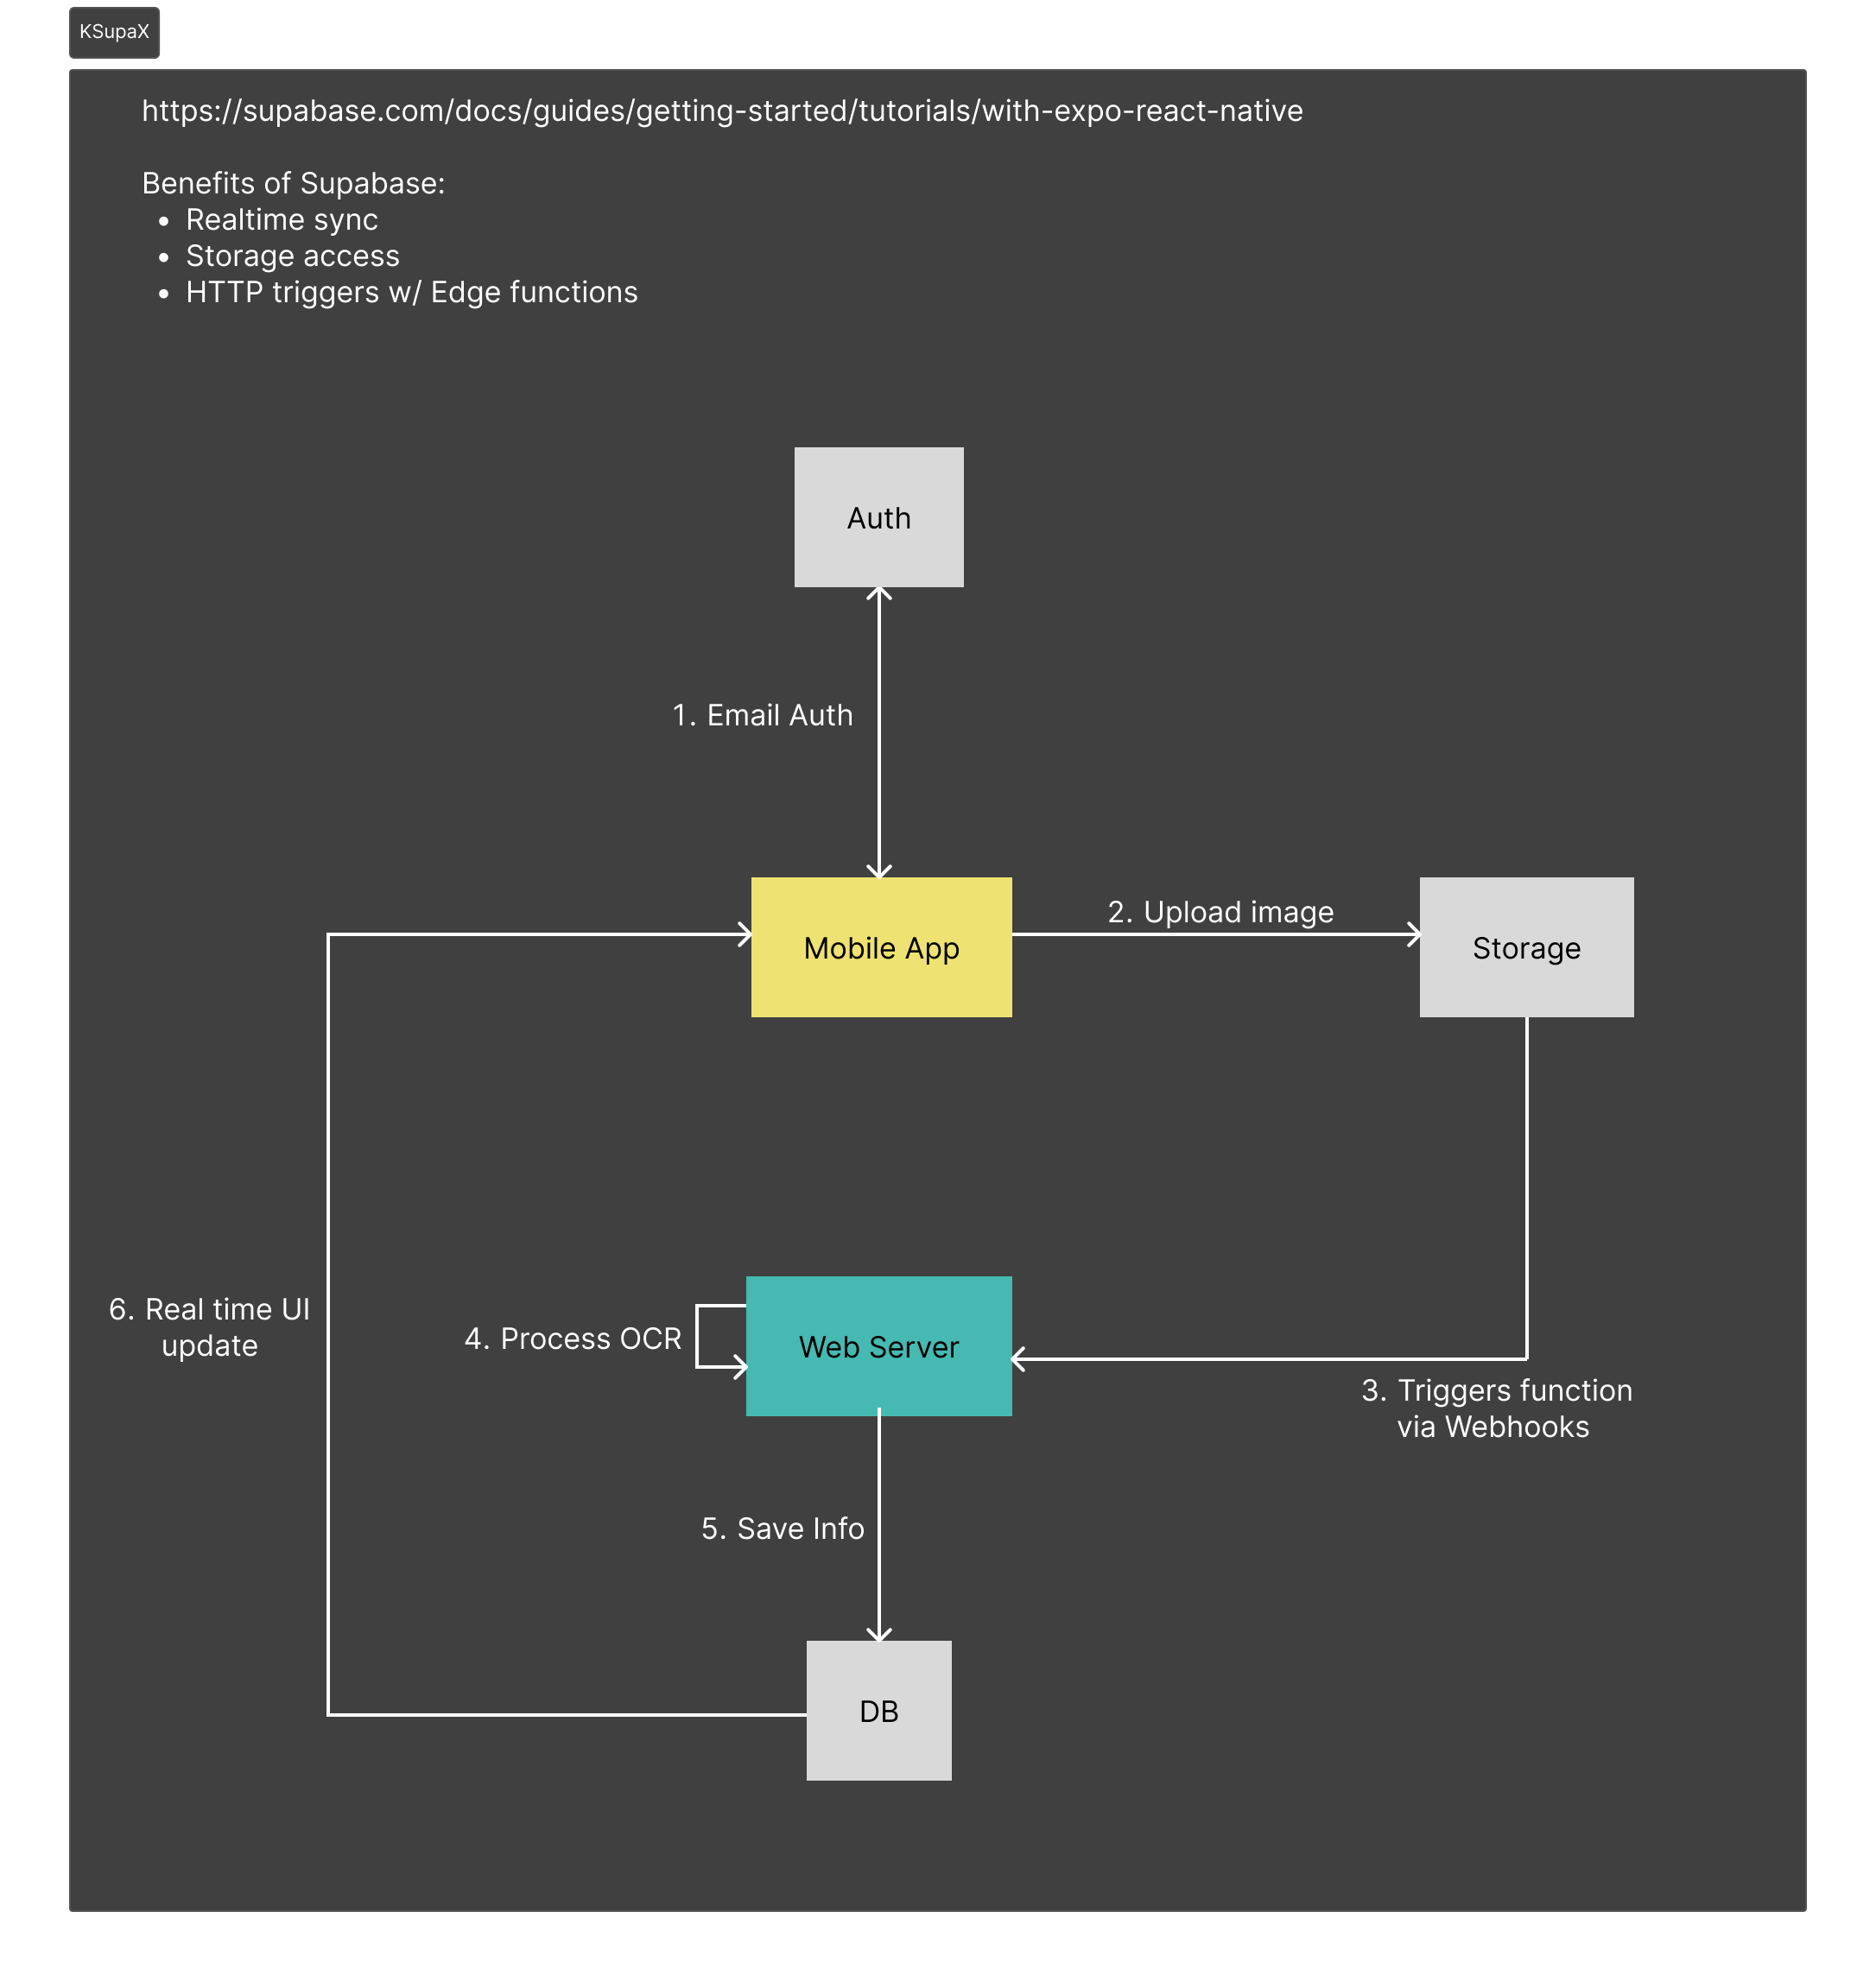 KSupaX
https://supabase.com/docs/guides/getting-started/tutorials/with-expo-react-native
Benefits of Supabase:
• Realtime sync
• Storage access
• HTTP triggers w/ Edge functions
Auth
1. Email Auth
Mobile App
2. Upload image
Storage
6. Real time UI
update
4. Process OCR
Web Server
3. Triggers function
via Webhooks
5. Save Info
DB